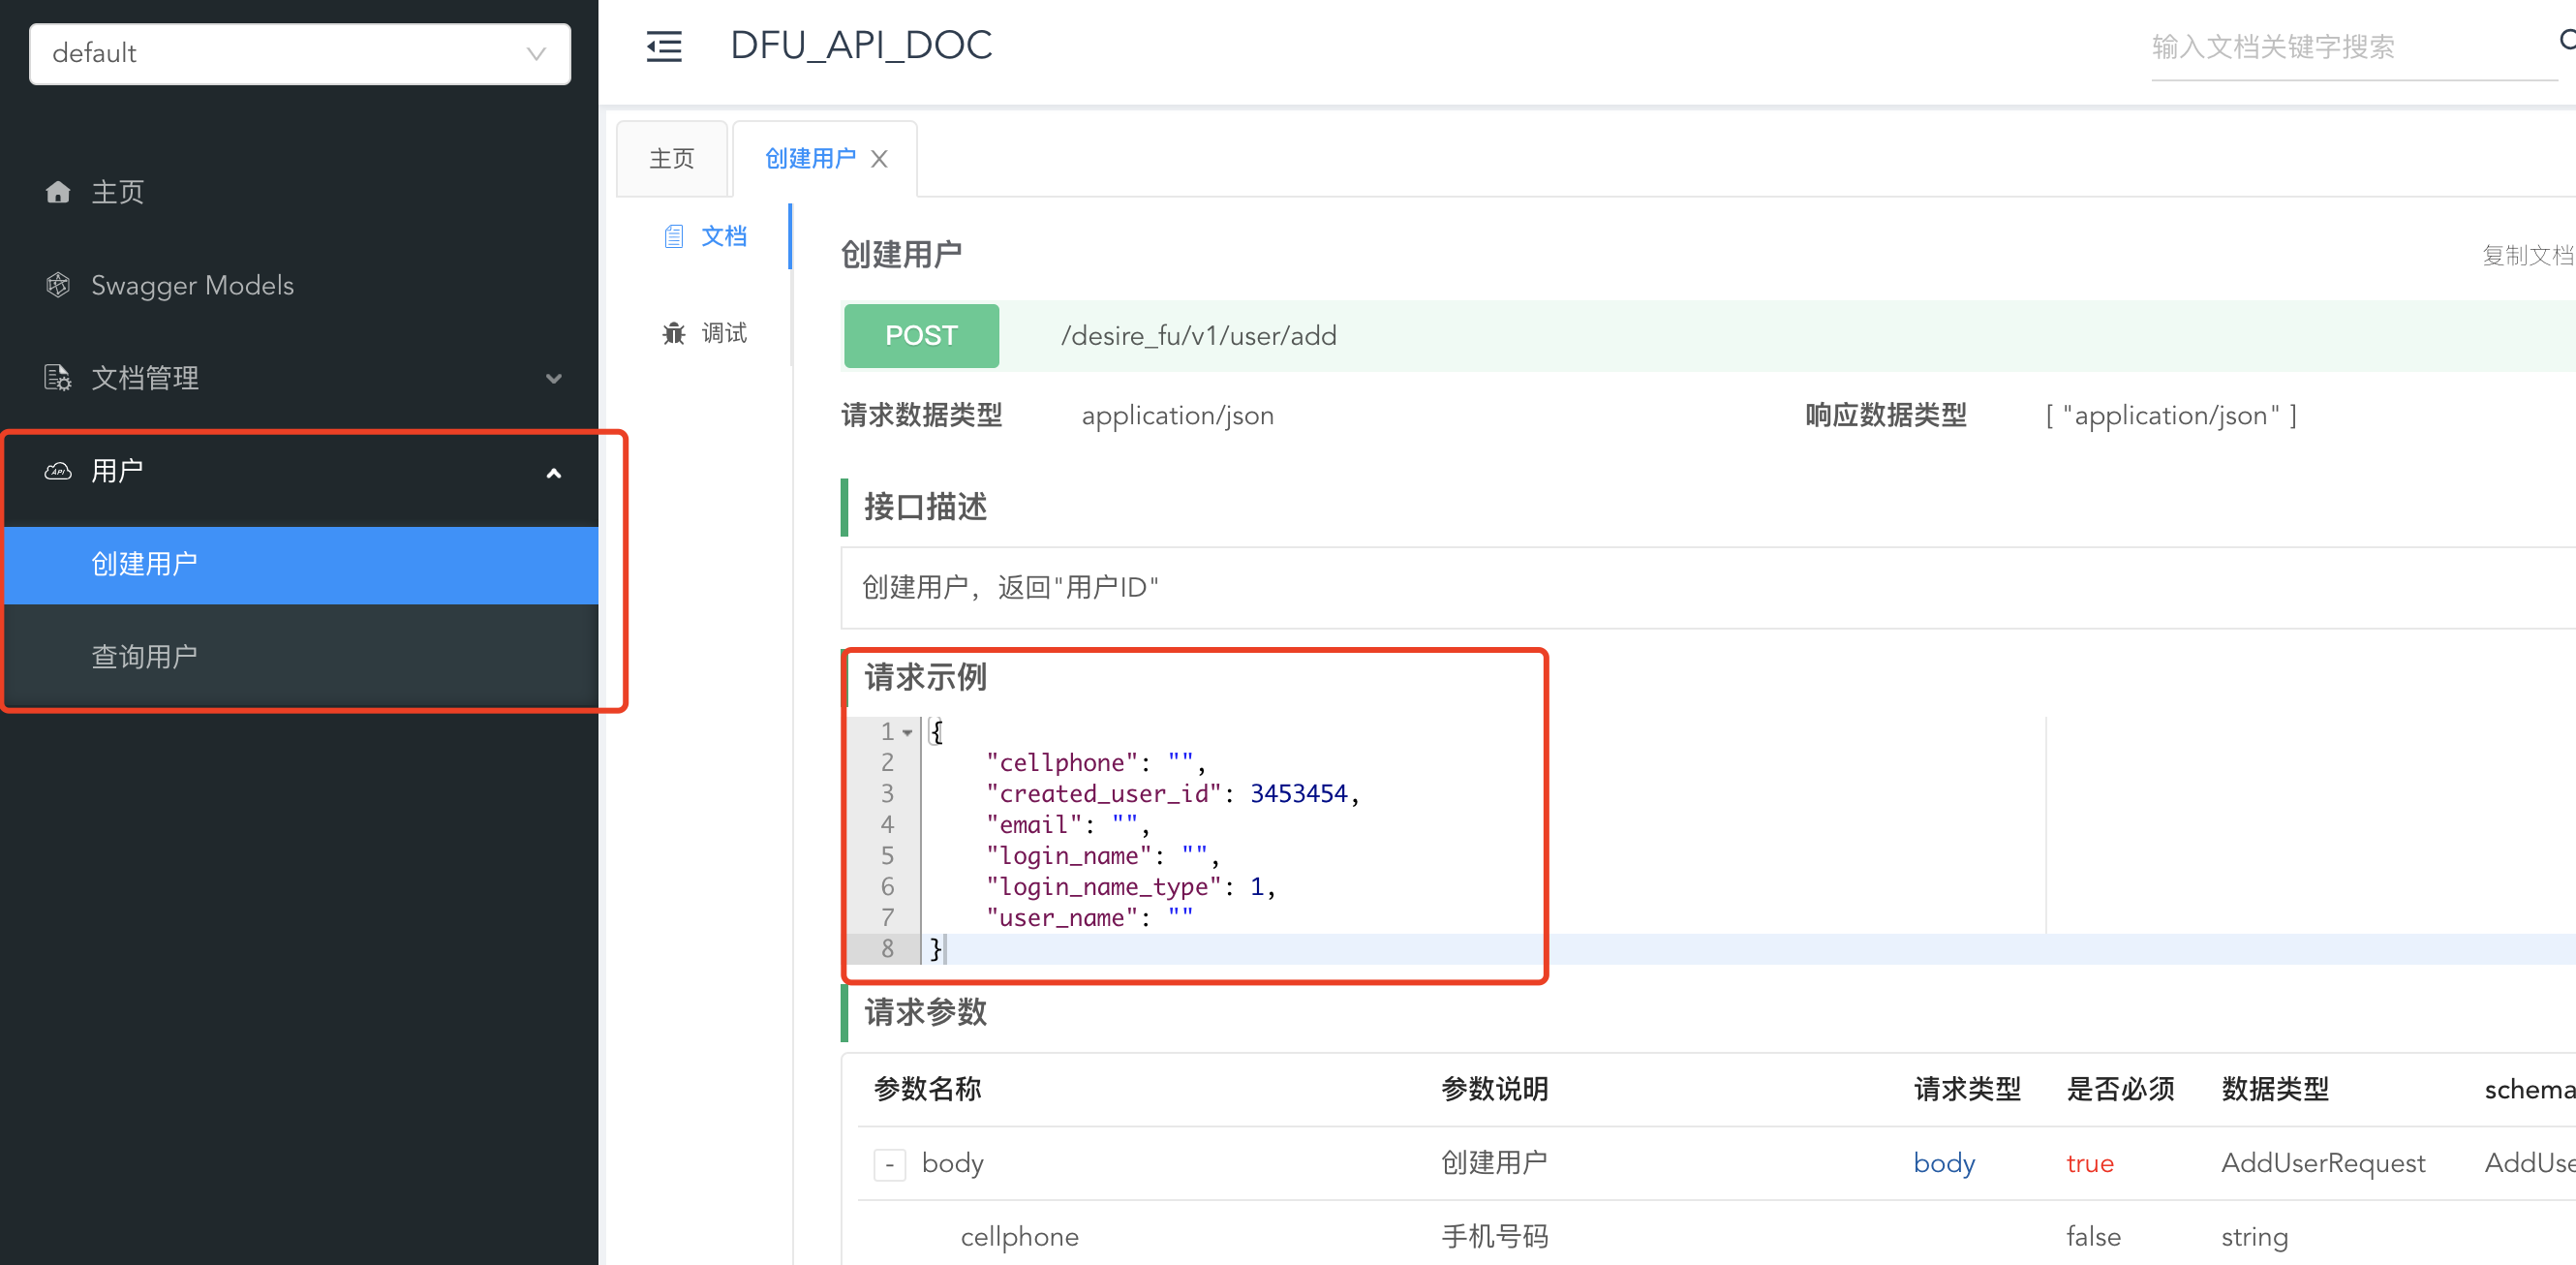 default
主页
Swagger Models
文档管理
用户
创建用户
查询用户
DFU_API_DOC
输入文档关键字搜索
主页
创建用户
文档
调试
创建用户
复制文档
POST /desire_fu/v1/user/add
请求数据类型 application/json 响应数据类型 [ "application/json" ]
接口描述
创建用户，返回"用户ID"
请求示例
1 {
2 "cellphone": "",
3 "created_user_id": 3453454,
4 "email": "",
5 "login_name": "",
6 "login_name_type": 1,
7 "user_name": ""
8 }
请求参数
参数名称 参数说明 请求类型 是否必须 数据类型 schema
- body 创建用户 body true AddUserRequest AddUse
cellphone 手机号码 false string